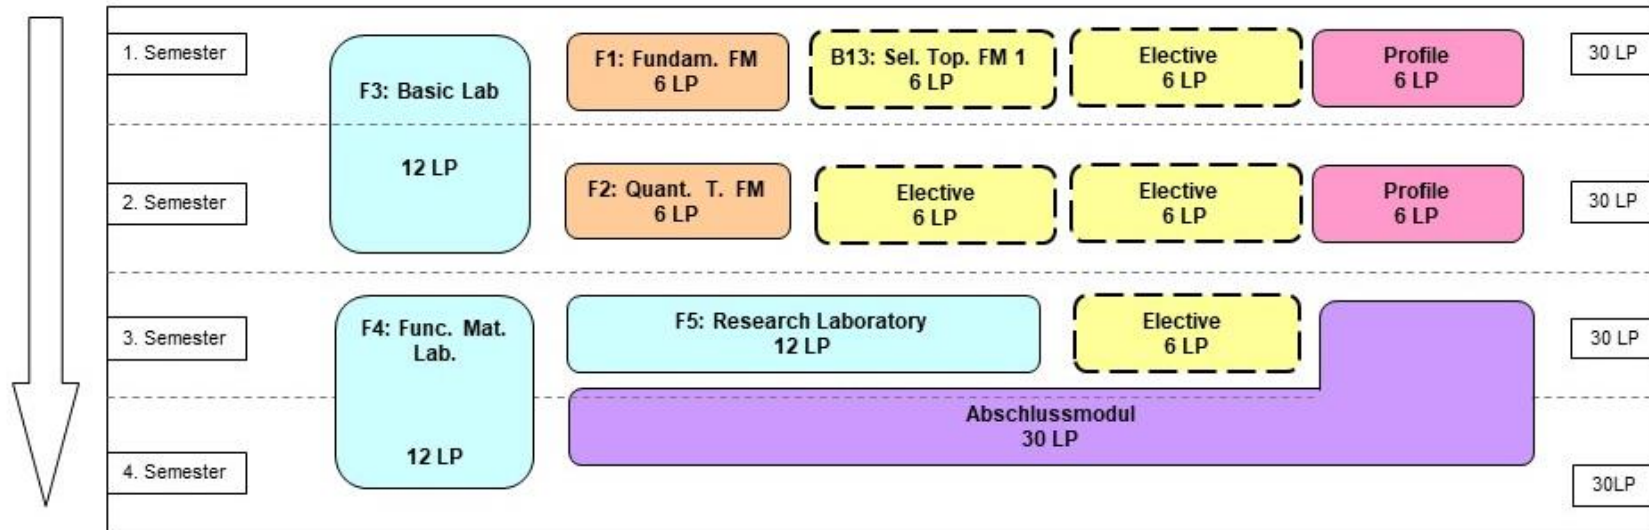 1. Semester
F3: Basic Lab
12 LP
F1: Fundam. FM
6 LP
B13: Sel. Top. FM 1
6 LP
Elective
6 LP
Profile
6 LP
30 LP
2. Semester
F2: Quant. T. FM
6 LP
Elective
6 LP
Elective
6 LP
Profile
6 LP
30 LP
3. Semester
F4: Func. Mat.
Lab.
12 LP
F5: Research Laboratory
12 LP
Elective
6 LP
30 LP
Abschlussmodul
30 LP
4. Semester
30LP